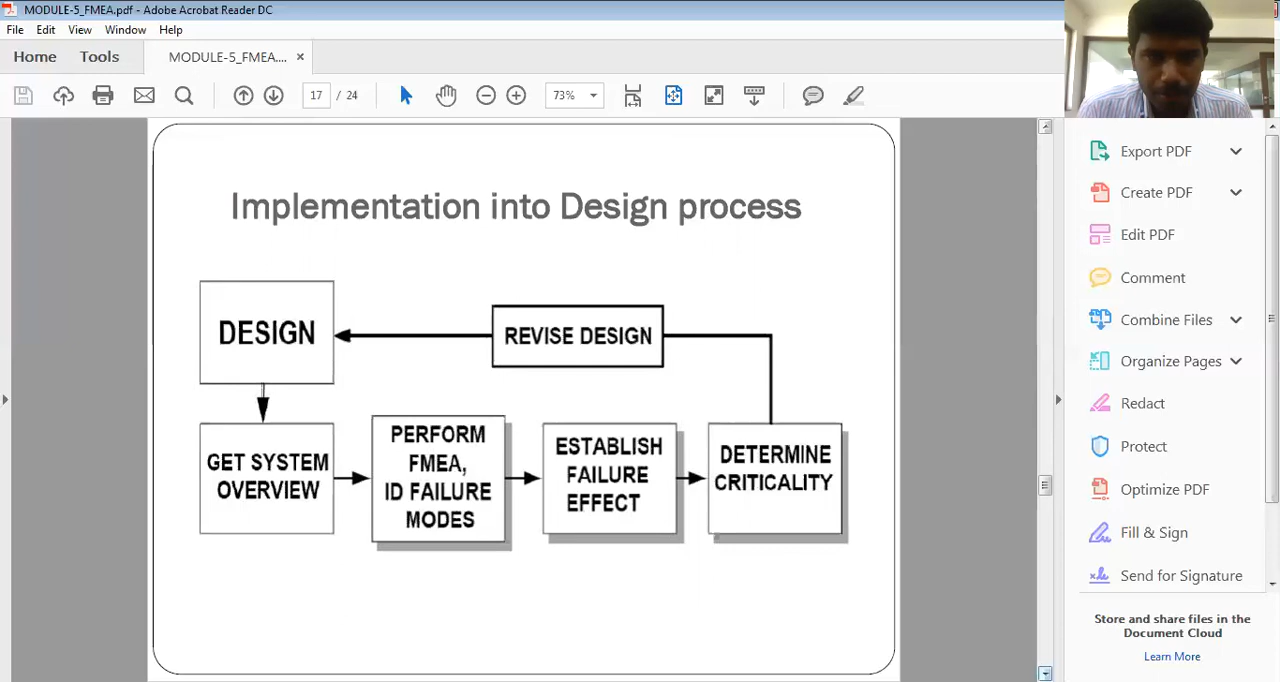 MODULE-5_FMEA.pdf - Adobe Acrobat Reader DC
File Edit View Window Help
Home Tools MODULE-5_FMEA.... ×
17 / 24 73%
Implementation into Design process
DESIGN
REVISE DESIGN
GET SYSTEM
OVERVIEW
PERFORM
FMEA,
ID FAILURE
MODES
ESTABLISH
FAILURE
EFFECT
DETERMINE
CRITICALITY
Export PDF
Create PDF
Edit PDF
Comment
Combine Files
Organize Pages
Redact
Protect
Optimize PDF
Fill & Sign
Send for Signature
Store and share files in the
Document Cloud
Learn More